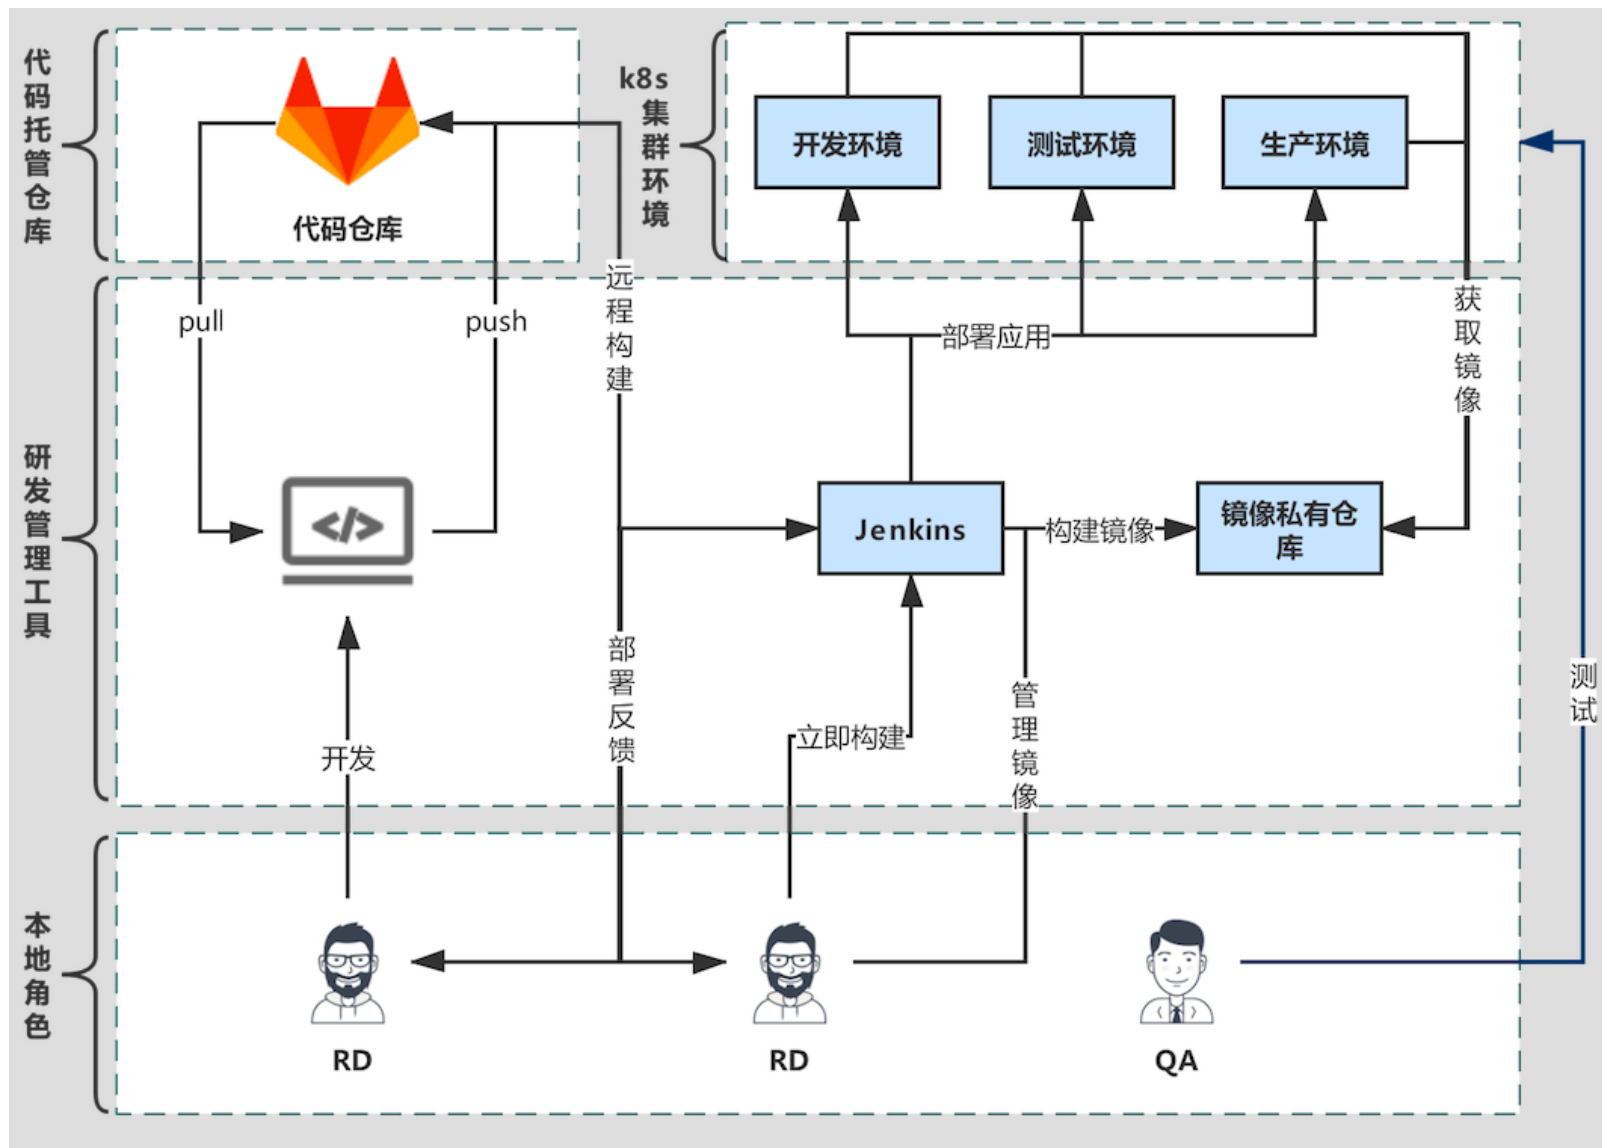 代码托管仓库
k8s集群环境
开发环境
测试环境
生产环境
代码仓库
远程构建
获取镜像
pull
push
部署应用
研发管理工具
Jenkins
构建镜像
镜像私有仓
库
部署反馈
管理镜像
测试
立即构建
开发
本地角色
RD
RD
QA